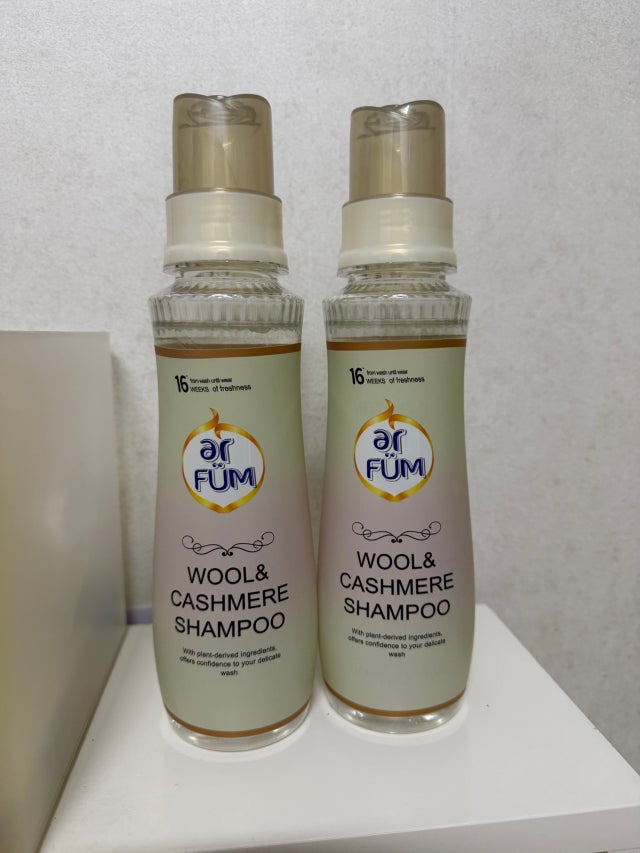 16 from wash until wear
WEEKS of freshness
ər
FÜM
WOOL&
CASHMERE
SHAMPOO
With plant-derived ingredients,
offers confidence to your delicate
wash
16 from wash until wear
WEEKS of freshness
ər
FÜM
WOOL&
CASHMERE
SHAMPOO
With plant-derived ingredients,
offers confidence to your delicate
wash